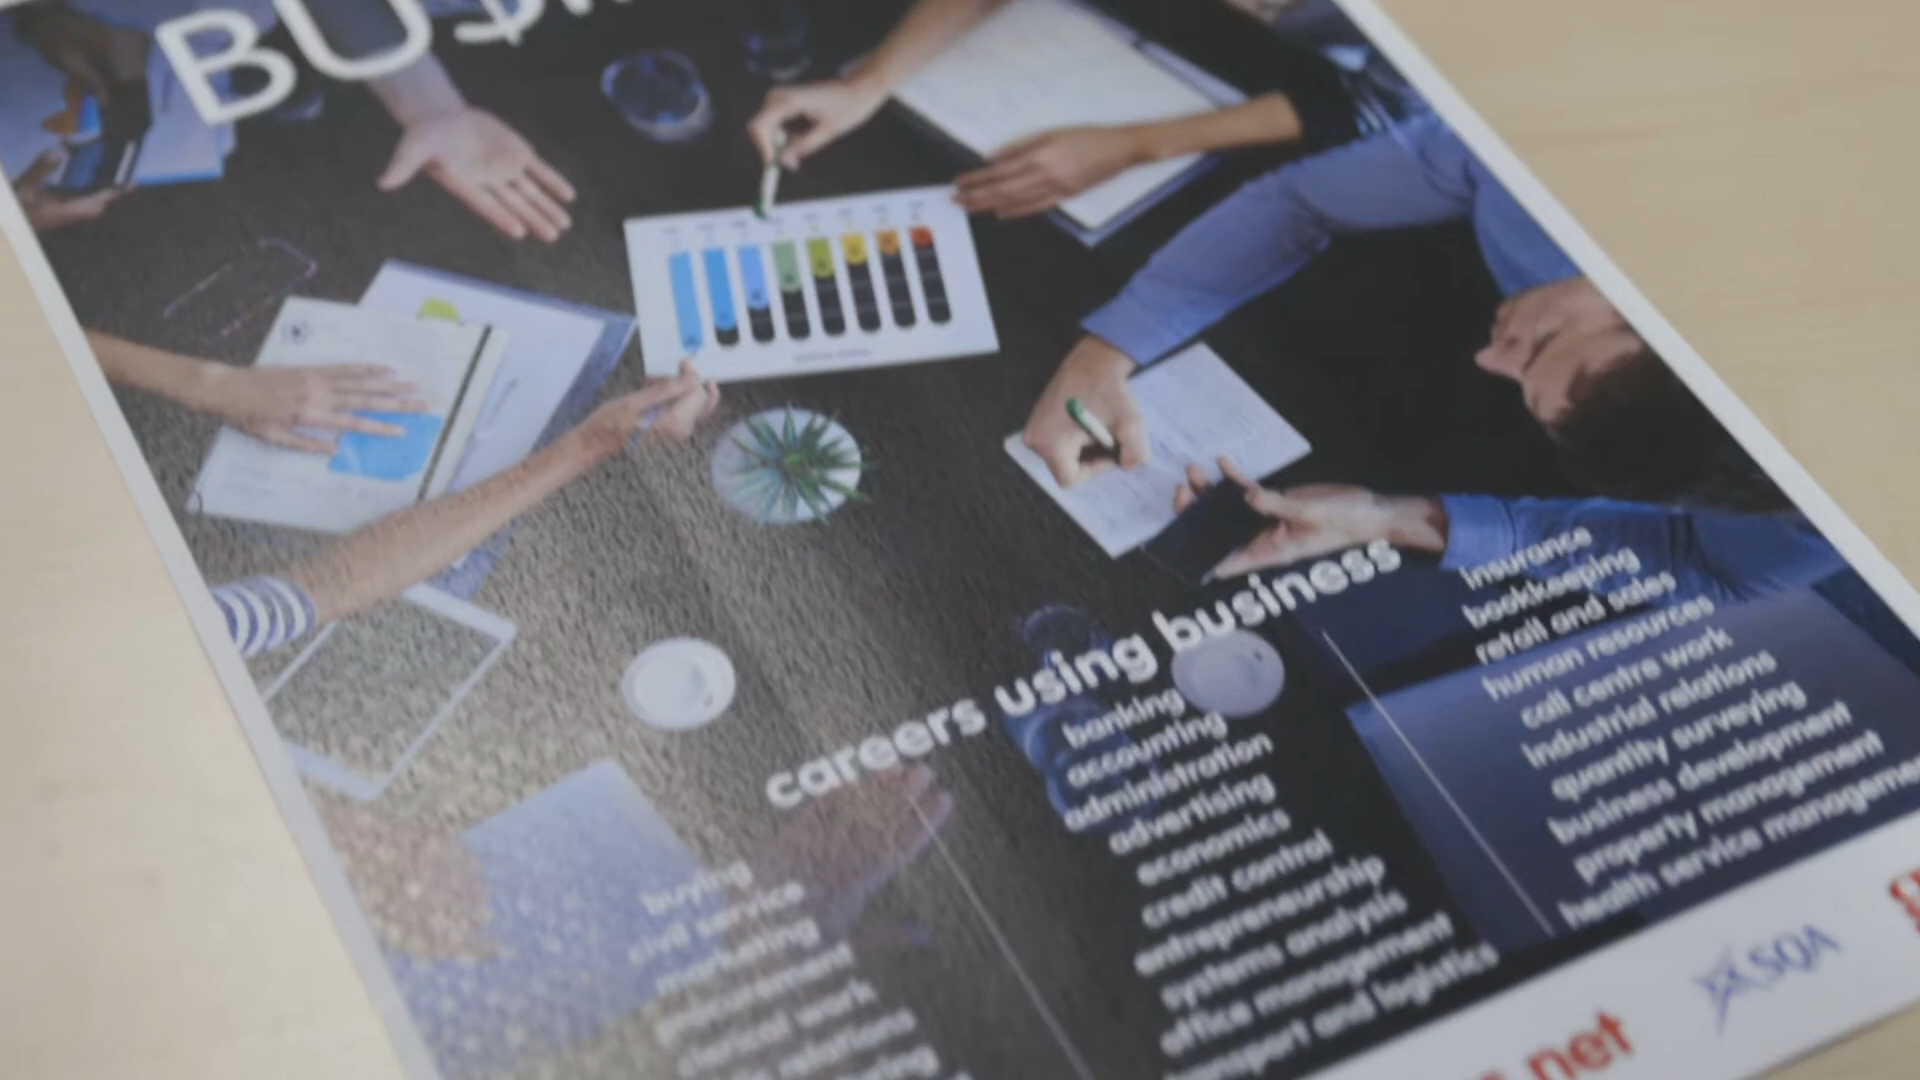 BU
careers using business
buying
civil service
marketing
procurement
clerical work
relations
banking
accounting
administration
advertising
economics
credit control
entrepreneurship
systems analysis
office management
transport and logistics
insurance
bookkeeping
retail and sales
human resources
call centre work
industrial relations
quantity surveying
business development
property management
health service management
.net
SQA